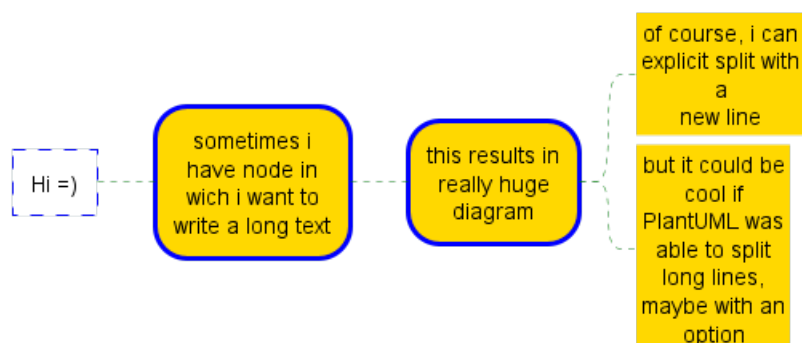 Hi =)
sometimes i
have node in
wich i want to
write a long text
this results in
really huge
diagram
of course, i can
explicit split with
a
new line
but it could be
cool if
PlantUML was
able to split
long lines,
maybe with an
option